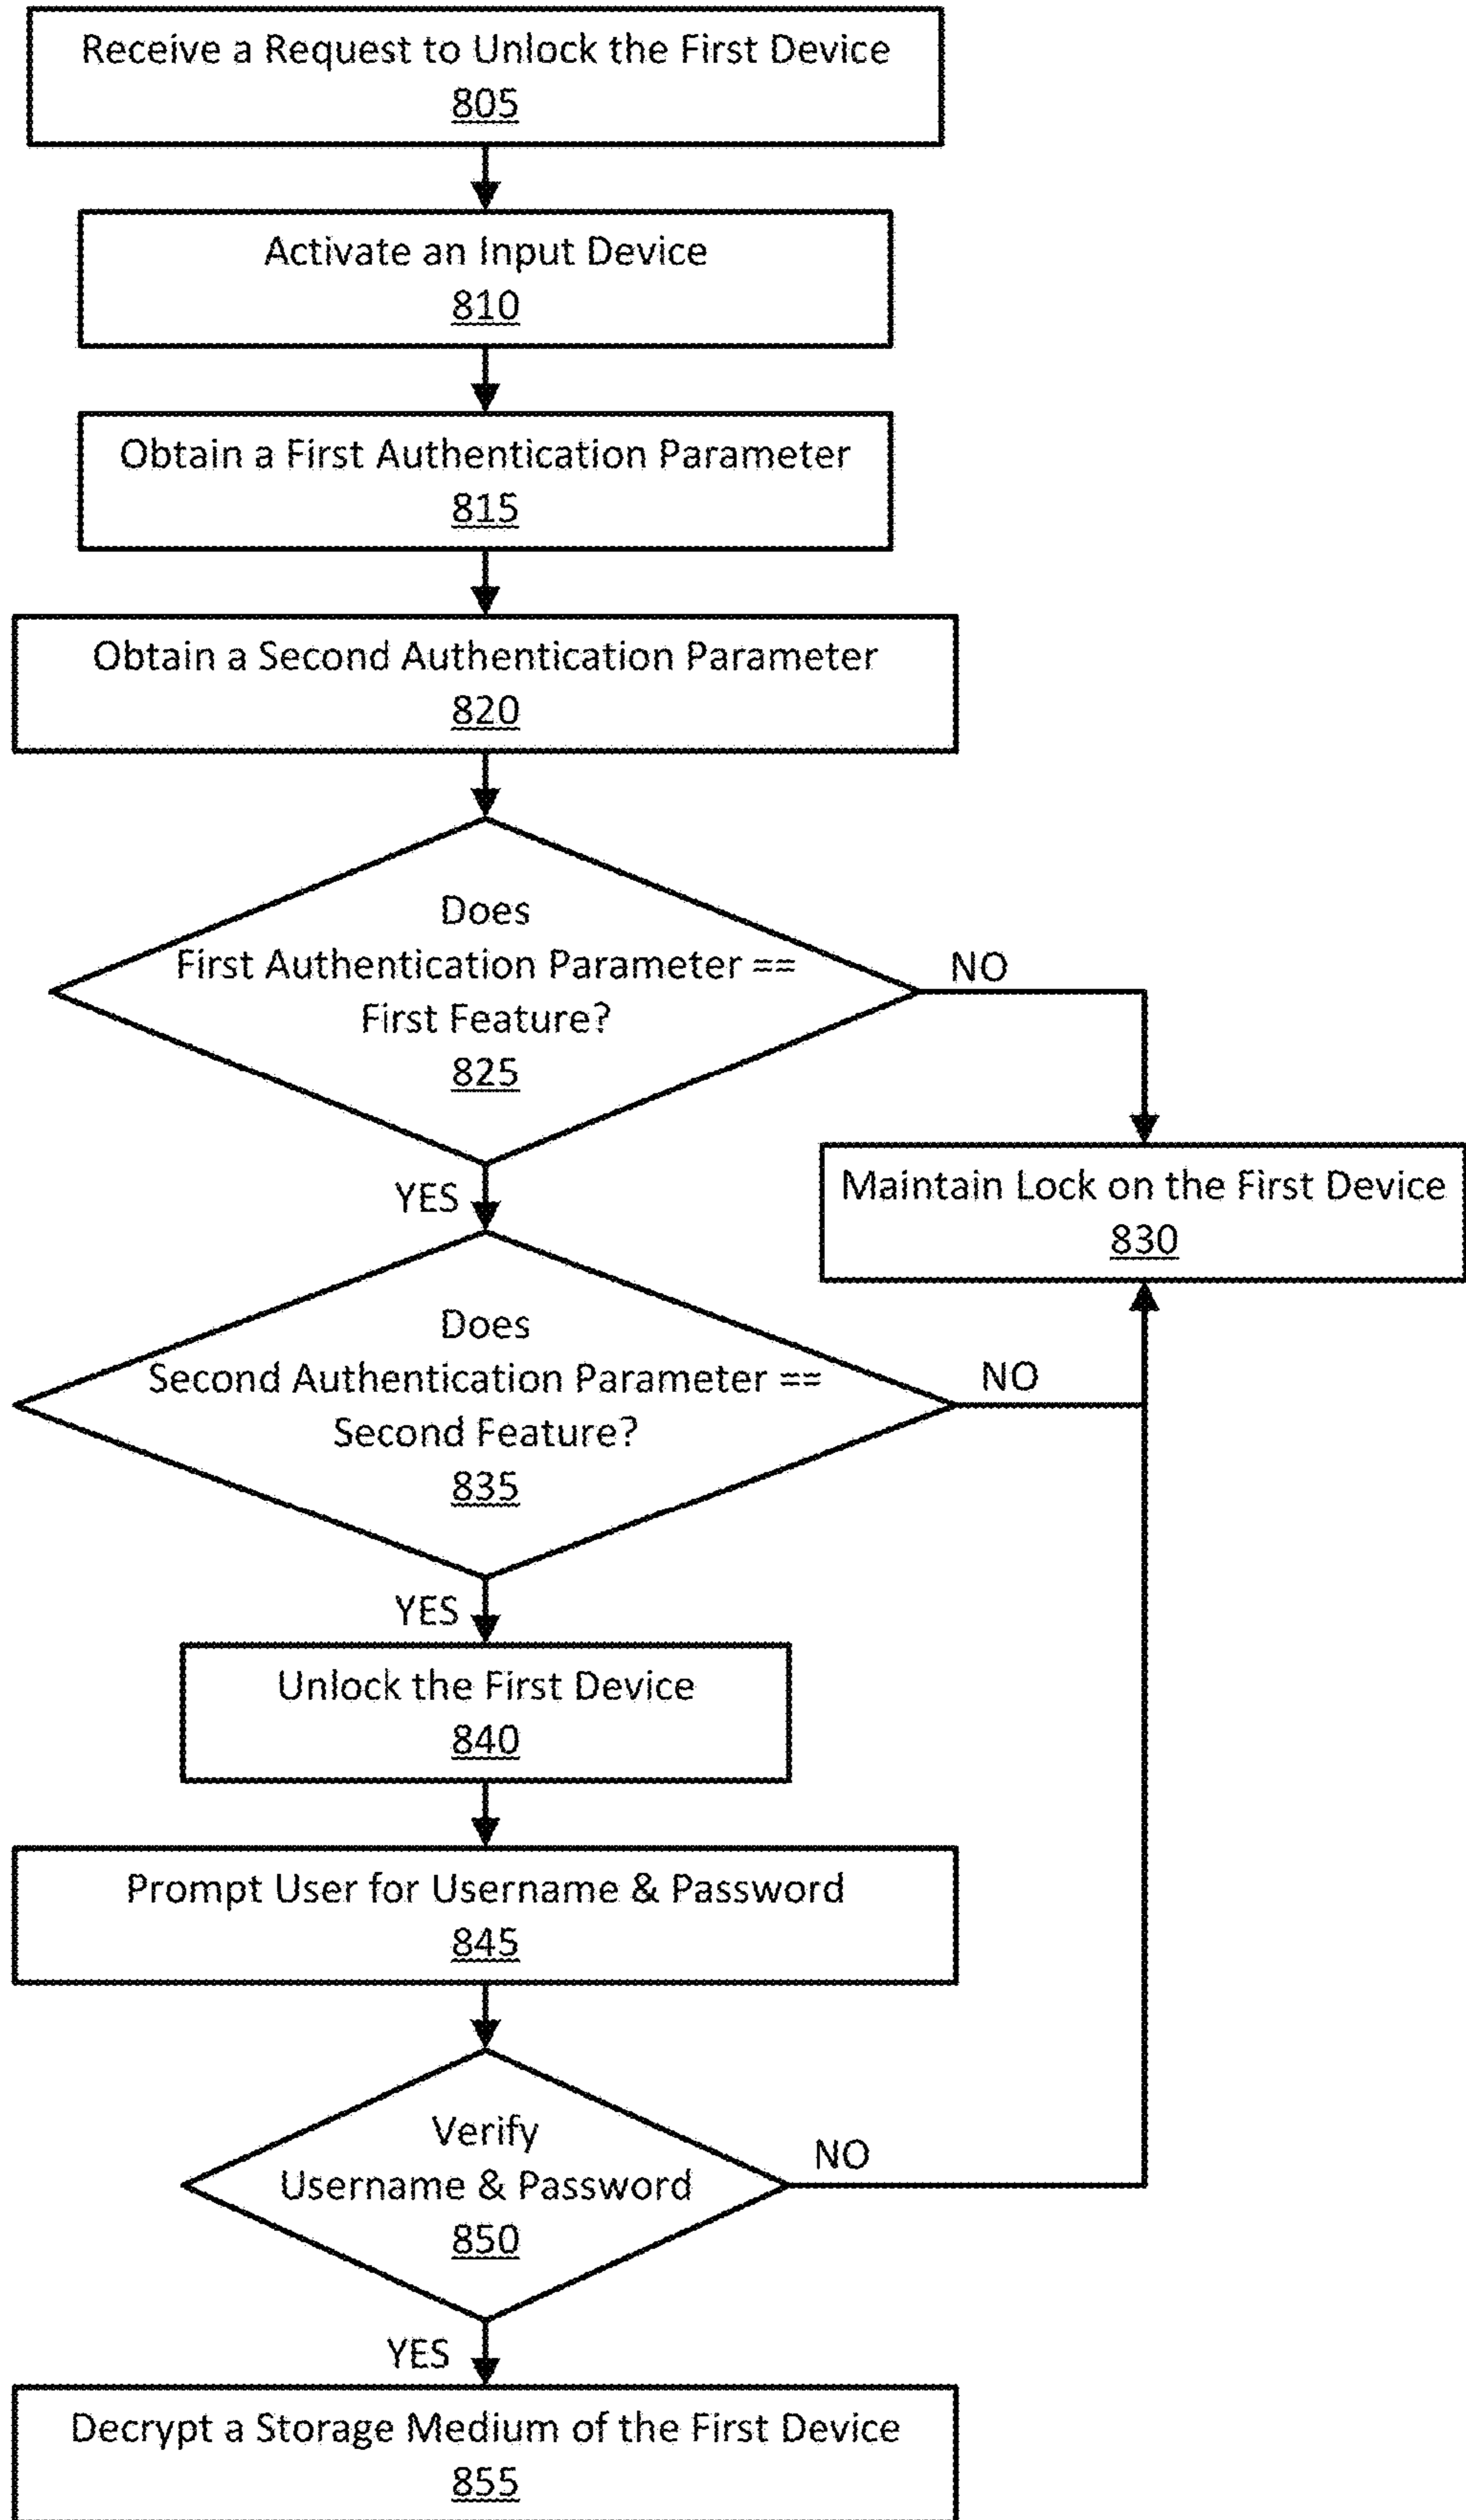 Receive a Request to Unlock the First Device
805
Activate an Input Device
810
Obtain a First Authentication Parameter
815
Obtain a Second Authentication Parameter
820
Does
First Authentication Parameter ==
First Feature?
825
NO
YES
Maintain Lock on the First Device
830
Does
Second Authentication Parameter ==
Second Feature?
835
NO
YES
Unlock the First Device
840
Prompt User for Username & Password
845
Verify
Username & Password
850
NO
YES
Decrypt a Storage Medium of the First Device
855